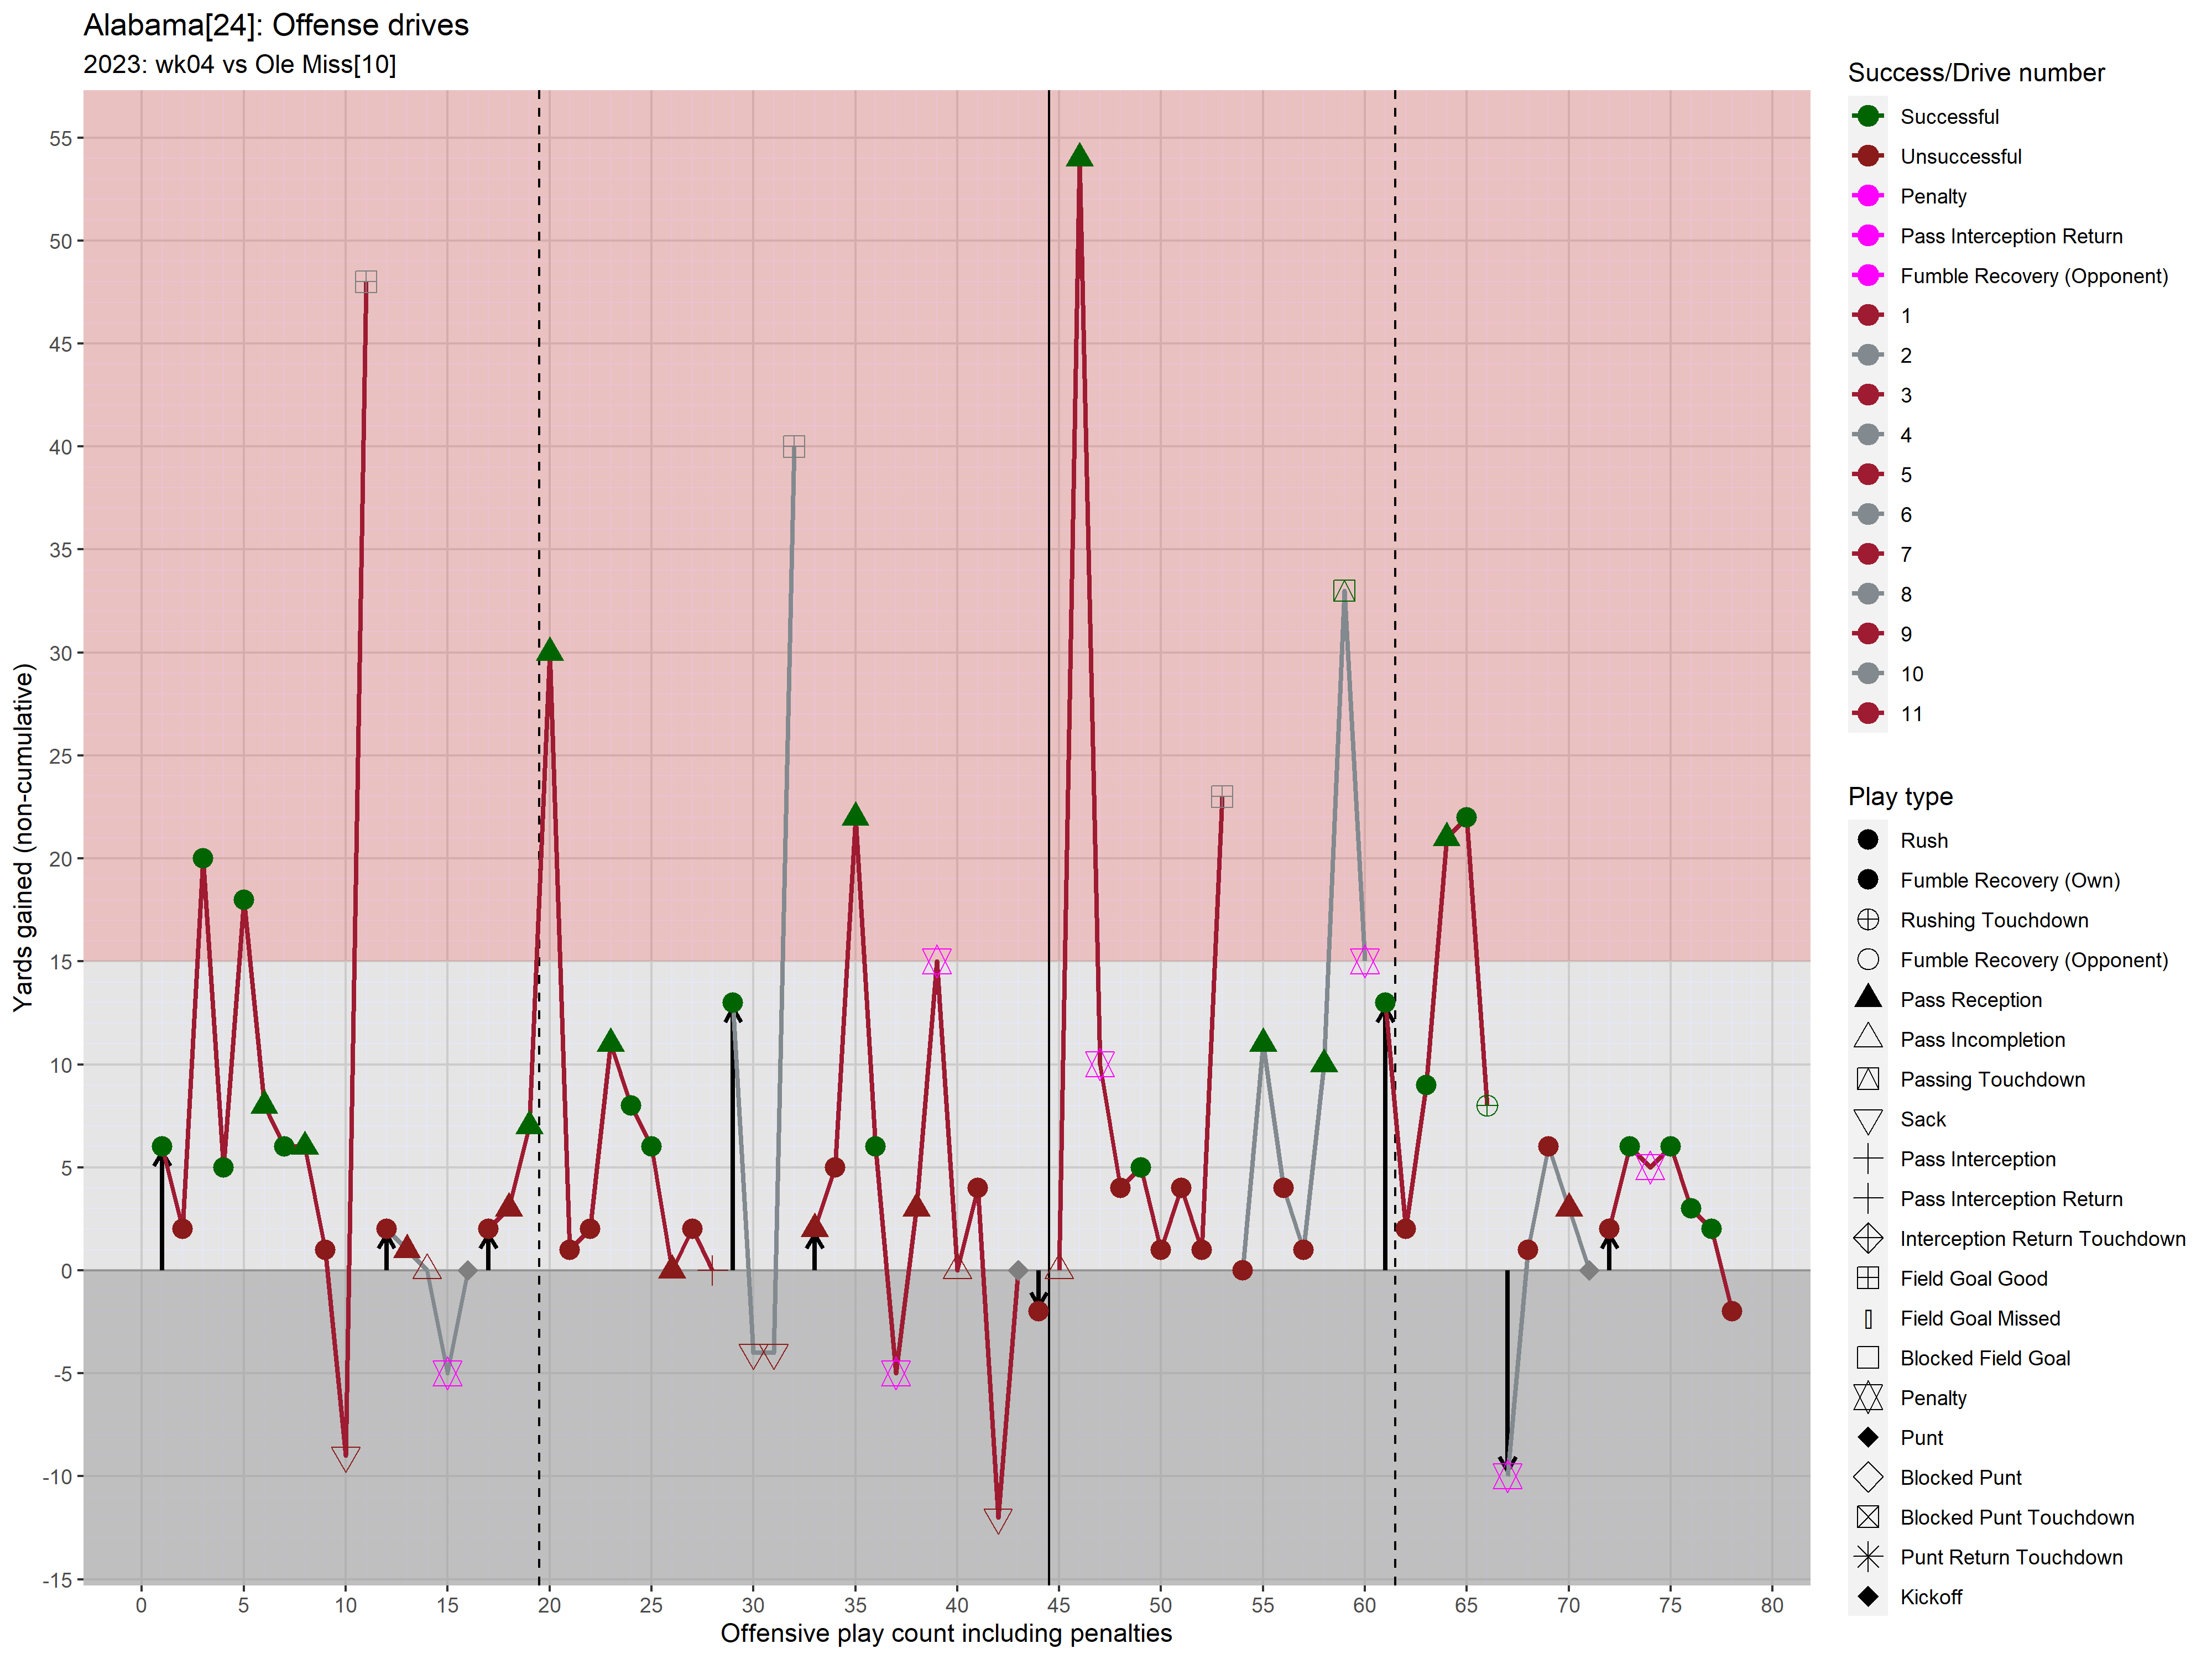 Alabama[24]: Offense drives
2023: wk04 vs Ole Miss[10]
Yards gained (non-cumulative)
55
50
45
40
35
30
25
20
15
10
5
0
-5
-10
-15
0 5 10 15 20 25 30 35 40 45 50 55 60 65 70 75 80
Offensive play count including penalties
Success/Drive number
Successful
Unsuccessful
Penalty
Pass Interception Return
Fumble Recovery (Opponent)
1
2
3
4
5
6
7
8
9
10
11
Play type
Rush
Fumble Recovery (Own)
Rushing Touchdown
Fumble Recovery (Opponent)
Pass Reception
Pass Incompletion
Passing Touchdown
Sack
Pass Interception
Pass Interception Return
Interception Return Touchdown
Field Goal Good
Field Goal Missed
Blocked Field Goal
Penalty
Punt
Blocked Punt
Blocked Punt Touchdown
Punt Return Touchdown
Kickoff